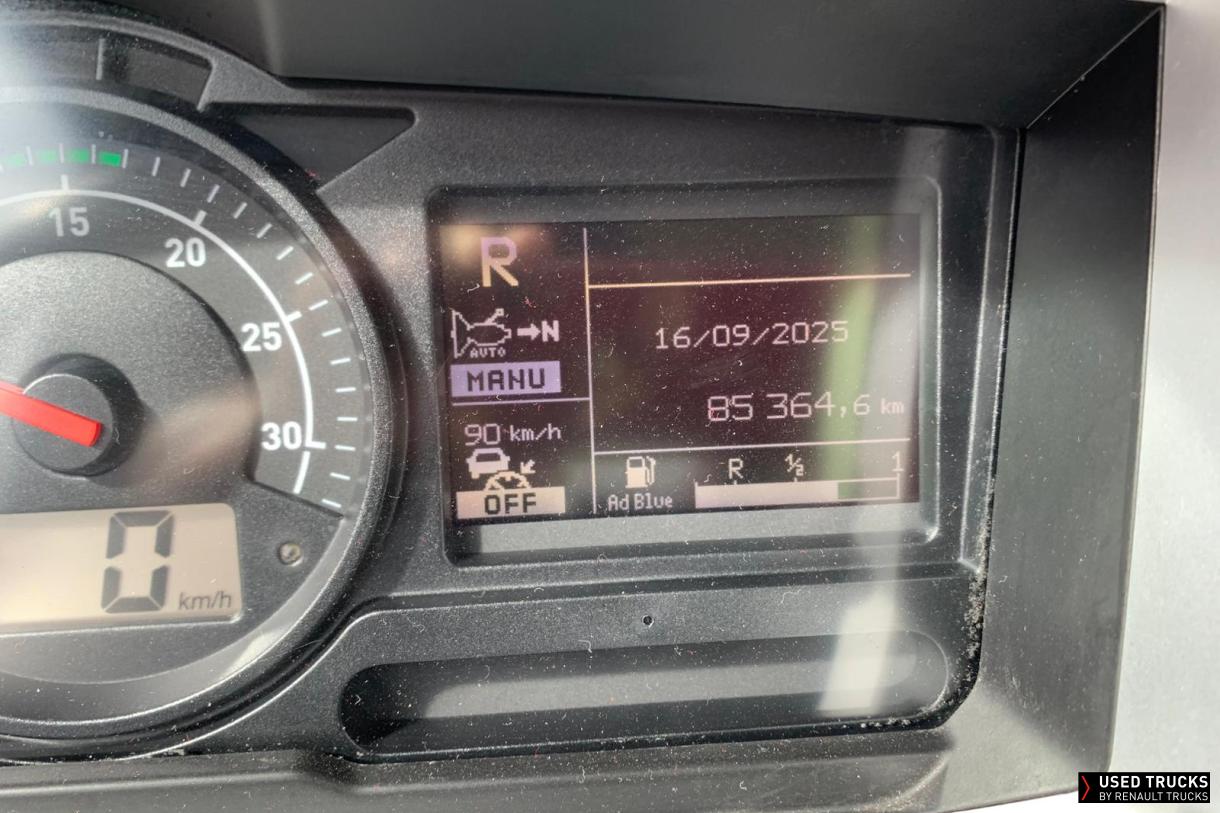 15
20
25
30
0
km/h
R
→N
AUTO
MANU
90 km/h
OFF
16/09/2025
85 364,6 km
R ½ 1
Ad Blue
USED TRUCKS
BY RENAULT TRUCKS